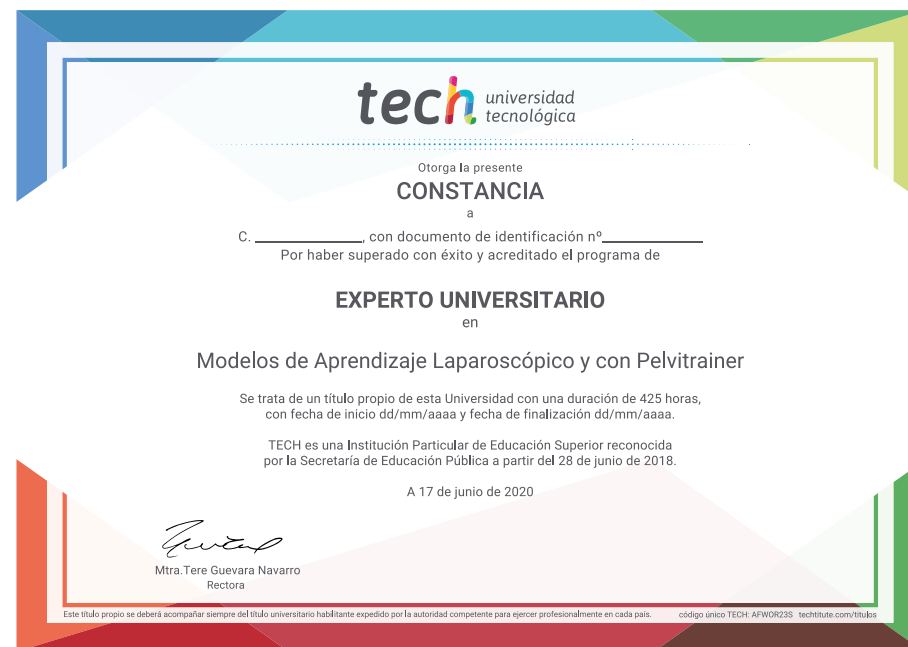 tech universidad
tecnológica
Otorga la presente
CONSTANCIA
a
C. ____________, con documento de identificación nº____________
Por haber superado con éxito y acreditado el programa de
EXPERTO UNIVERSITARIO
en
Modelos de Aprendizaje Laparoscópico y con Pelvitrainer
Se trata de un título propio de esta Universidad con una duración de 425 horas,
con fecha de inicio dd/mm/aaaa y fecha de finalización dd/mm/aaaa.
TECH es una Institución Particular de Educación Superior reconocida
por la Secretaría de Educación Pública a partir del 28 de junio de 2018.
A 17 de junio de 2020
Mtra.Tere Guevara Navarro
Rectora
Este título propio se deberá acompañar siempre del título universitario habilitante expedido por la autoridad competente para ejercer profesionalmente en cada país. código único TECH: AFWOR23S techtitute.com/titulos